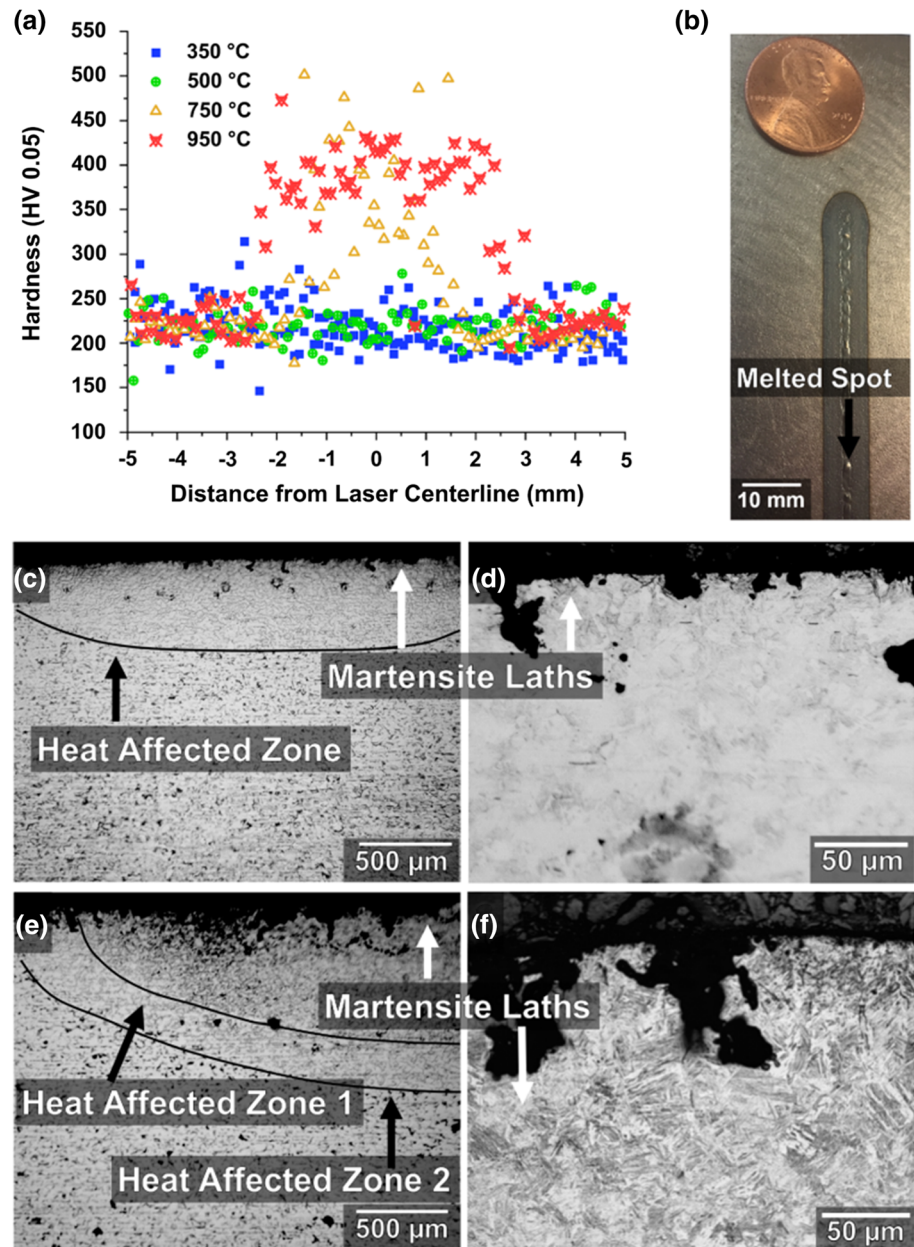 (a)
550
500
450
400
350
300
250
200
150
100
Hardness (HV 0.05)
350 °C
500 °C
750 °C
950 °C
-5 -4 -3 -2 -1 0 1 2 3 4 5
Distance from Laser Centerline (mm)
(b)
Melted Spot
10 mm
(c)
Heat Affected Zone
500 µm
(d)
Martensite Laths
50 µm
(e)
Heat Affected Zone 1
Heat Affected Zone 2
500 µm
(f)
Martensite Laths
50 µm